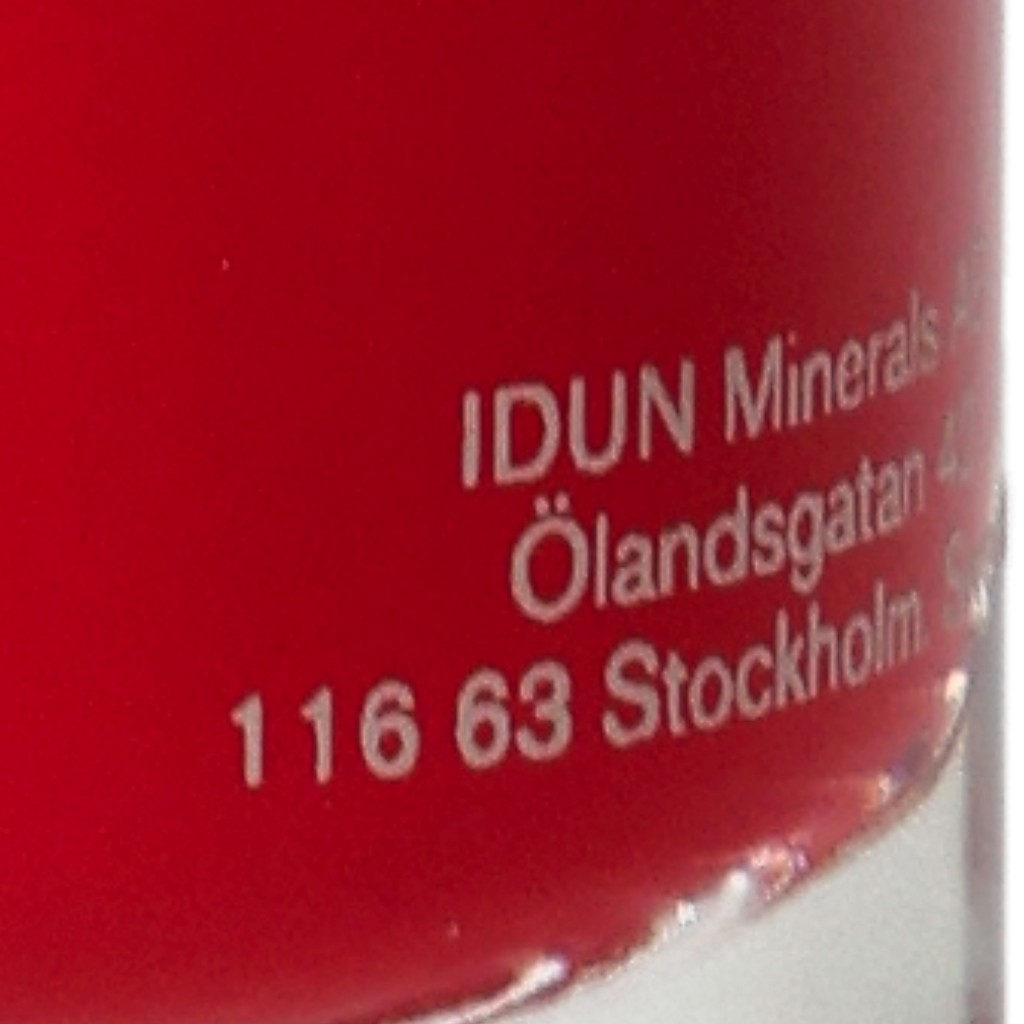 IDUN Minerals
Ölandsgatan
116 63 Stockholm.